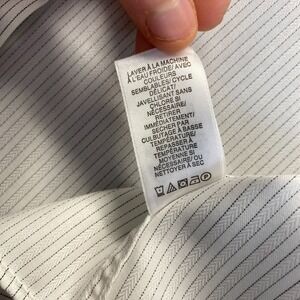 LAVER À LA MACHINE
À L'EAU FROIDE/ AVEC
COULEURS
SEMBLABLES/ CYCLE
DÉLICAT/
JAVELLISANT SANS
CHLORE SI
NÉCESSAIRE/
RETIRER
IMMÉDIATEMENT/
SÉCHER PAR
CULBUTAGE À BASSE
TEMPÉRATURE/
REPASSER À
TEMPÉRATURE
MOYENNE SI
NÉCESSAIRE/ OU
NETTOYER À SEC